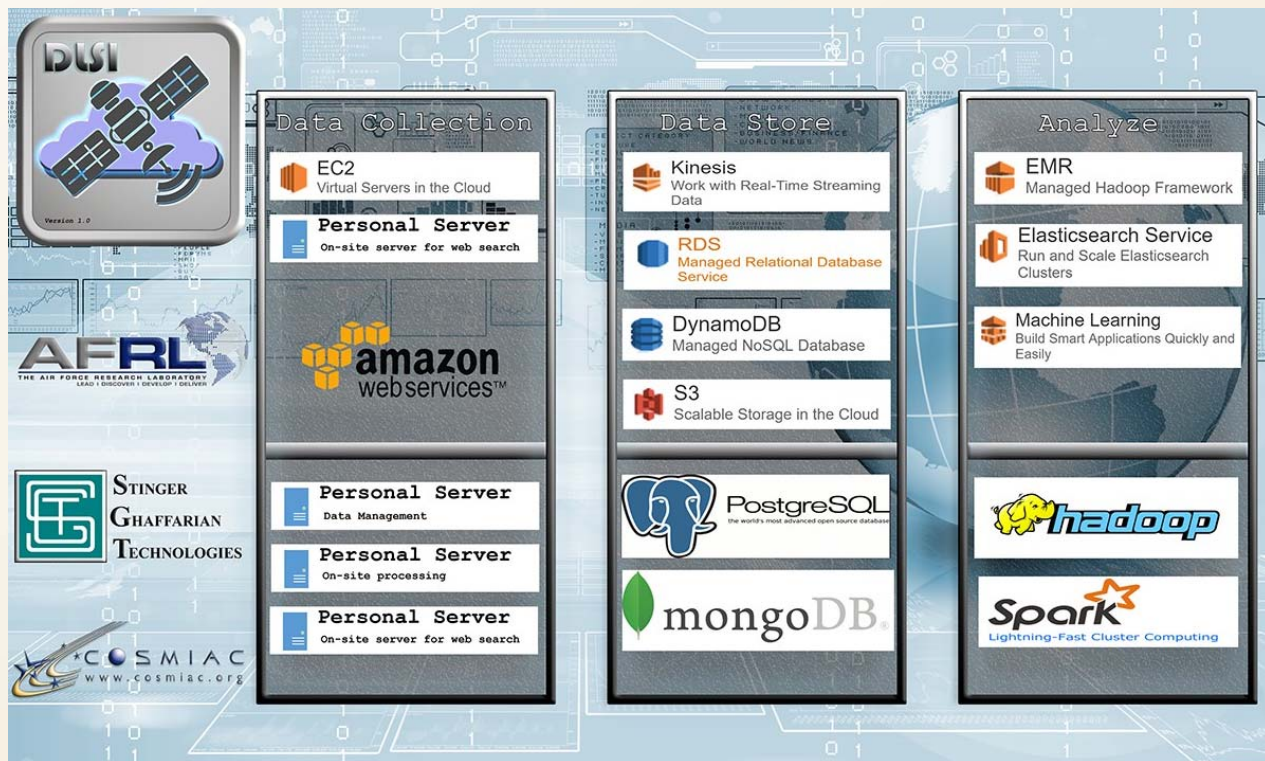 DLSI
Version 1.0
AFRL
THE AIR FORCE RESEARCH LABORATORY
LEAD | DISCOVER | DEVELOP | DELIVER
STINGER
GHAFFARIAN
TECHNOLOGIES
COSMIAC
www.cosmiac.org
Data Collection
EC2
Virtual Servers in the Cloud
Personal Server
On-site server for web search
amazon
webservices™
Personal Server
Data Management
Personal Server
On-site processing
Personal Server
On-site server for web search
Data Store
Kinesis
Work with Real-Time Streaming
Data
RDS
Managed Relational Database
Service
DynamoDB
Managed NoSQL Database
S3
Scalable Storage in the Cloud
PostgreSQL
the world's most advanced open source database
mongoDB®
Analyze
EMR
Managed Hadoop Framework
Elasticsearch Service
Run and Scale Elasticsearch
Clusters
Machine Learning
Build Smart Applications Quickly and
Easily
hadoop
Spark
Lightning-Fast Cluster Computing